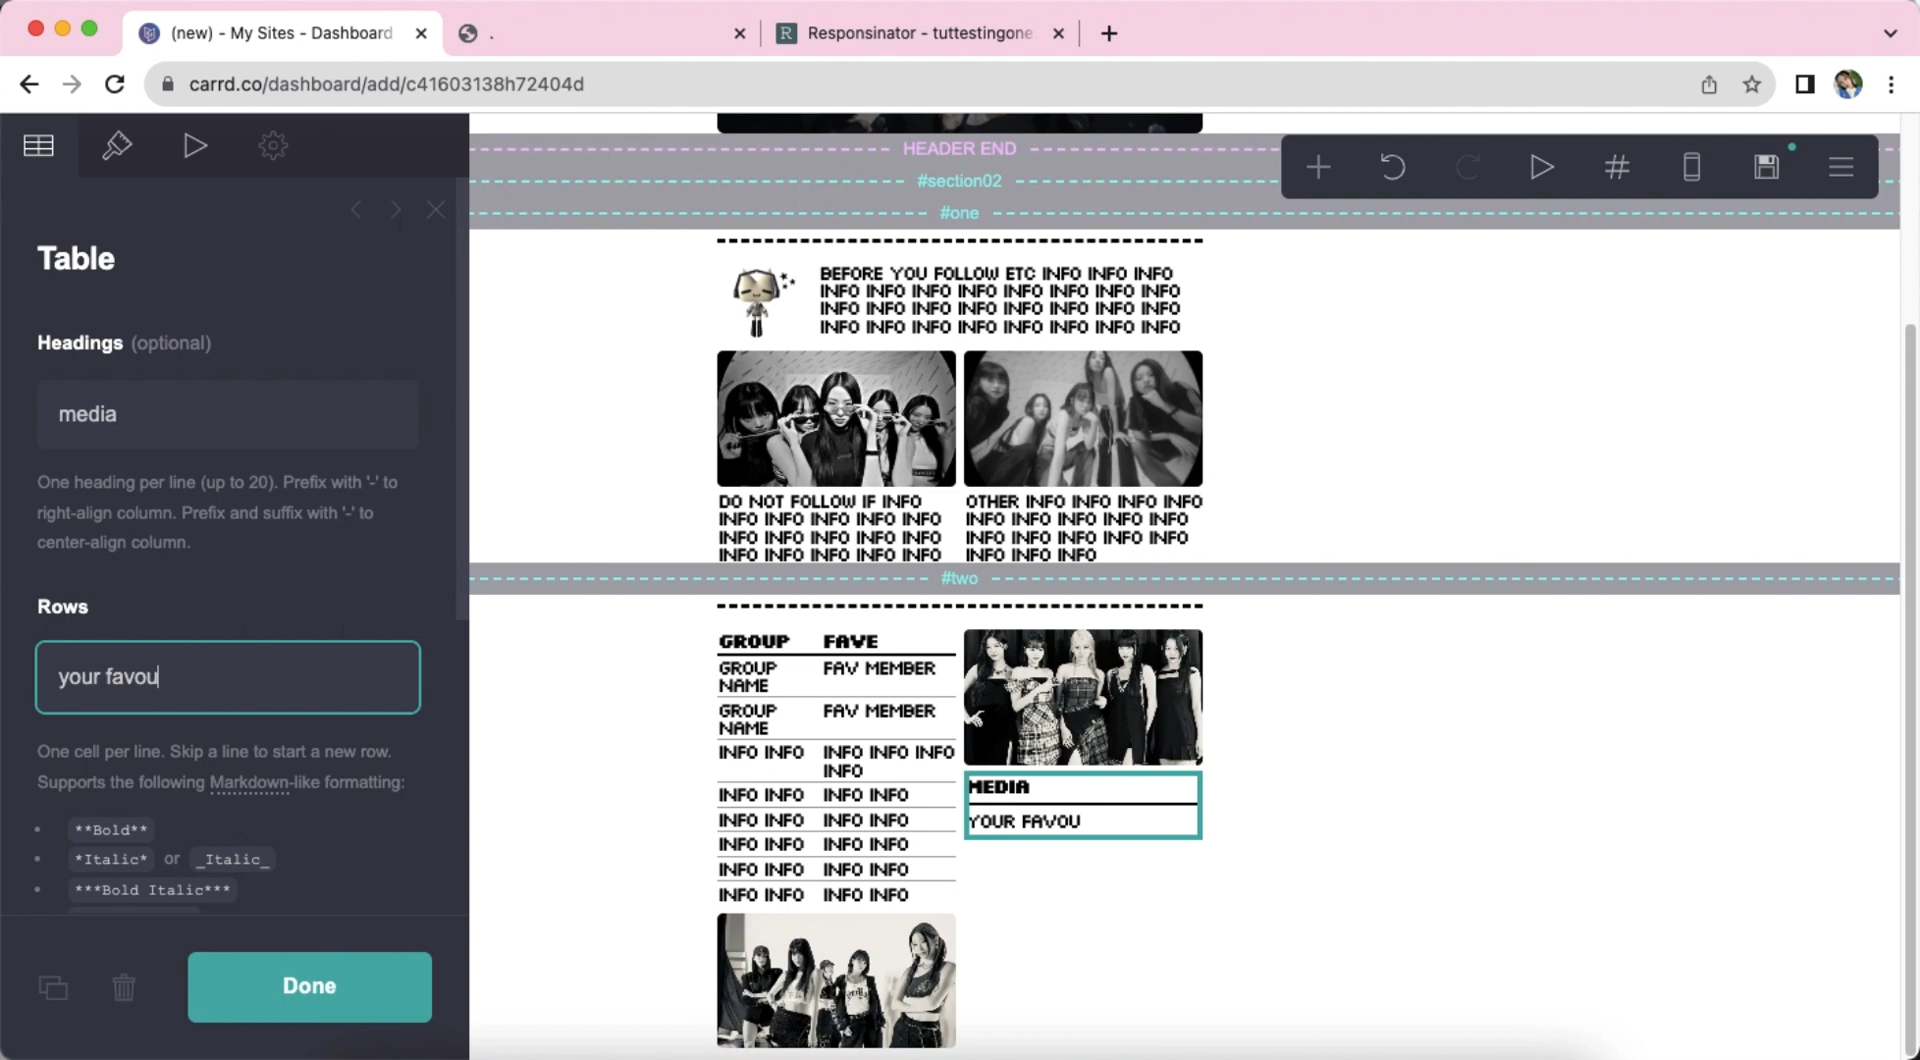 (new) - My Sites - Dashboard
.
Responsinator - tuttestingone
carrd.co/dashboard/add/c41603138h72404d
Table
Headings (optional)
media
One heading per line (up to 20). Prefix with '-' to
right-align column. Prefix and suffix with '-' to
center-align column.
Rows
your favou
One cell per line. Skip a line to start a new row.
Supports the following Markdown-like formatting:
**Bold**
*Italic* or _Italic_
***Bold Italic***
Done
HEADER END
#section02
#one
BEFORE YOU FOLLOW ETC INFO INFO INFO
INFO INFO INFO INFO INFO INFO INFO INFO
INFO INFO INFO INFO INFO INFO INFO INFO
INFO INFO INFO INFO INFO INFO INFO INFO
DO NOT FOLLOW IF INFO
INFO INFO INFO INFO INFO
INFO INFO INFO INFO INFO
INFO INFO INFO INFO INFO
OTHER INFO INFO INFO INFO
INFO INFO INFO INFO INFO
INFO INFO INFO INFO INFO
INFO INFO INFO
#two
GROUP FAVE
GROUP NAME FAV MEMBER
GROUP NAME FAV MEMBER
INFO INFO INFO INFO INFO INFO
INFO INFO INFO INFO
INFO INFO INFO INFO
INFO INFO INFO INFO
INFO INFO INFO INFO
INFO INFO INFO INFO
MEDIA
YOUR FAVOU